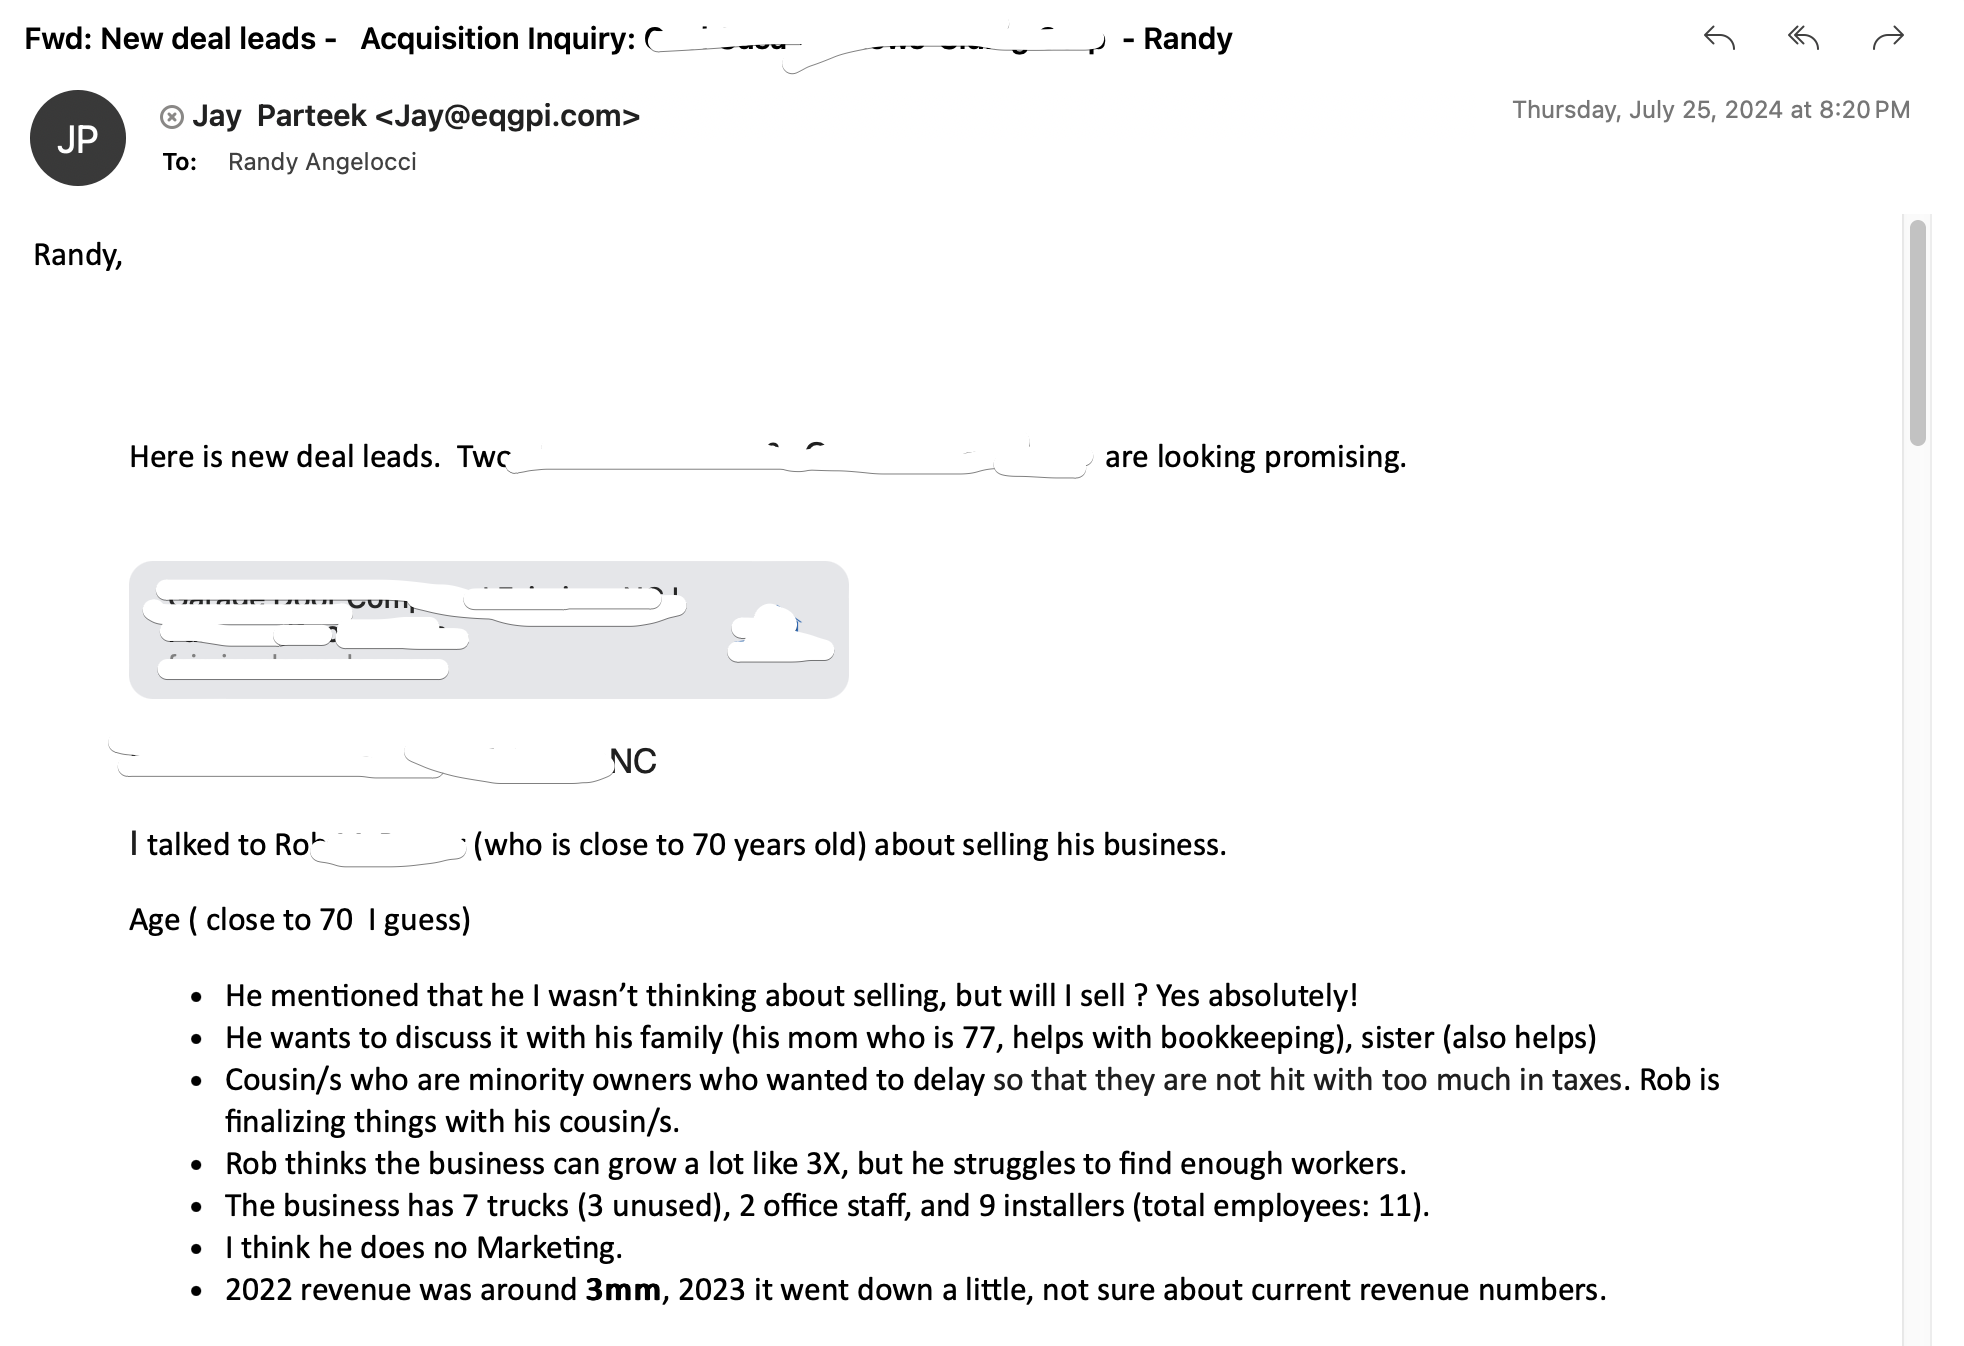 Fwd: New deal leads - Acquisition Inquiry: - Randy
JP
Jay Parteek <Jay@eqgpi.com>
Thursday, July 25, 2024 at 8:20 PM
To: Randy Angelocci
Randy,
Here is new deal leads. Two are looking promising.
NC
I talked to Rob (who is close to 70 years old) about selling his business.
Age ( close to 70 I guess)
• He mentioned that he I wasn’t thinking about selling, but will I sell ? Yes absolutely!
• He wants to discuss it with his family (his mom who is 77, helps with bookkeeping), sister (also helps)
• Cousin/s who are minority owners who wanted to delay so that they are not hit with too much in taxes. Rob is
finalizing things with his cousin/s.
• Rob thinks the business can grow a lot like 3X, but he struggles to find enough workers.
• The business has 7 trucks (3 unused), 2 office staff, and 9 installers (total employees: 11).
• I think he does no Marketing.
• 2022 revenue was around 3mm, 2023 it went down a little, not sure about current revenue numbers.